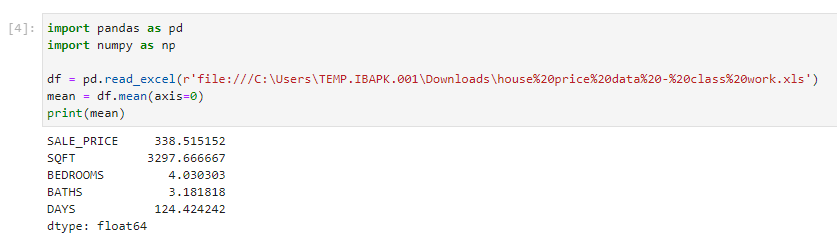 [4]: import pandas as pd
import numpy as np
df = pd.read_excel(r'file:///C:\Users\TEMP.IBAPK.001\Downloads\house%20price%20data%20-%20class%20work.xls')
mean = df.mean(axis=0)
print(mean)
SALE_PRICE 338.515152
SQFT 3297.666667
BEDROOMS 4.030303
BATHS 3.181818
DAYS 124.424242
dtype: float64